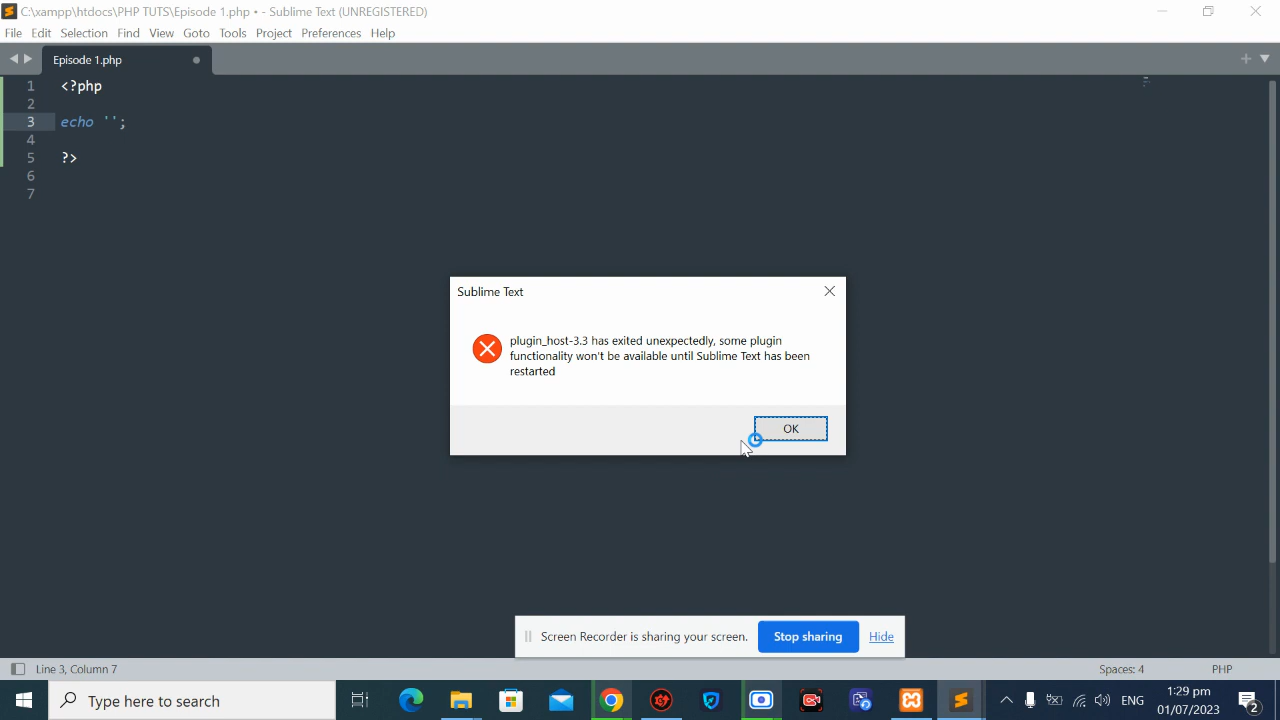 C:\xampp\htdocs\PHP TUTS\Episode 1.php • - Sublime Text (UNREGISTERED)
File Edit Selection Find View Goto Tools Project Preferences Help
Episode 1.php
1 <?php
2
3 echo '';
4
5 ?>
6
7
Sublime Text
plugin_host-3.3 has exited unexpectedly, some plugin
functionality won't be available until Sublime Text has been
restarted
OK
Screen Recorder is sharing your screen. Stop sharing Hide
Line 3, Column 7 Spaces: 4 PHP
Type here to search ENG 1:29 pm
01/07/2023 2